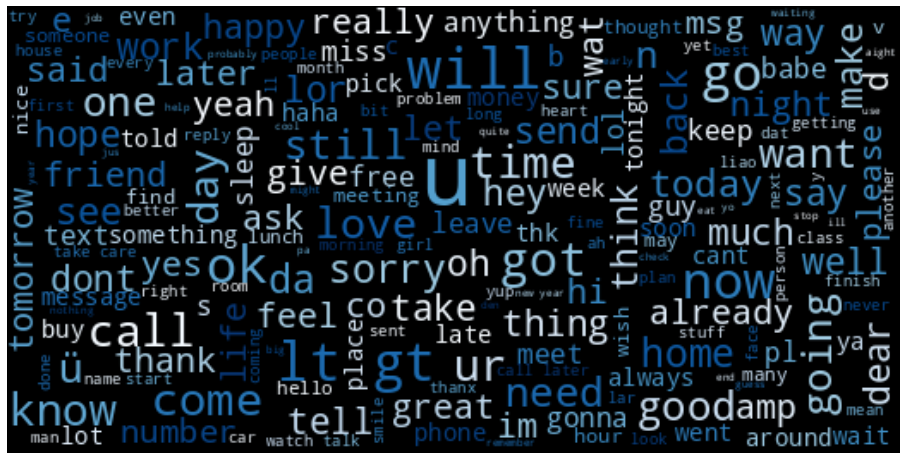 try e job even happy really anything wat thought msg way v waiting
house someone work probably people miss c b n yet best babe d aight
said every later month pick will sure go make
nice first one yeah ll lor problem money early back night
help haha bit long heart lol tonight keep dat getting use
hope told reply cool still let quite send want please
jus sleep mind liao y another
year friend day give free u time hey week think today next say
find might meeting guy eat yo stop ill
tomorrow see better ask love leave thk fine soon much class
text something lunch morning girl ah may
take care pa cant well
dont yes ok da sorry oh got hi check now person
nothing message right room yup new year plan finish never
s co take thing wish already
buy call life feel place sent late stuff face ya dear
done ü thank coming big lt gt ur meet home pl going
name start hello thanx call later always end guess many
know come smile lar need good amp mean
number tell great im gonna hour
man lot car watch talk phone remember look went around wait